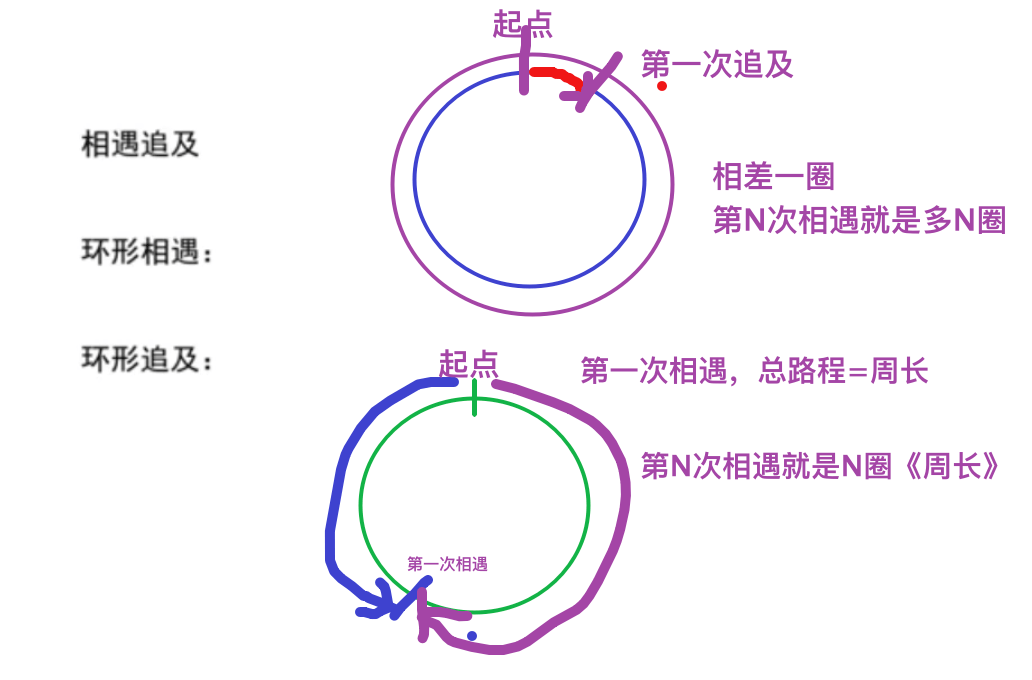 起点
第一次追及
相遇追及
相差一圈
第N次相遇就是多N圈
环形相遇：
环形追及：
起点
第一次相遇，总路程=周长
第N次相遇就是N圈《周长》
第一次相遇